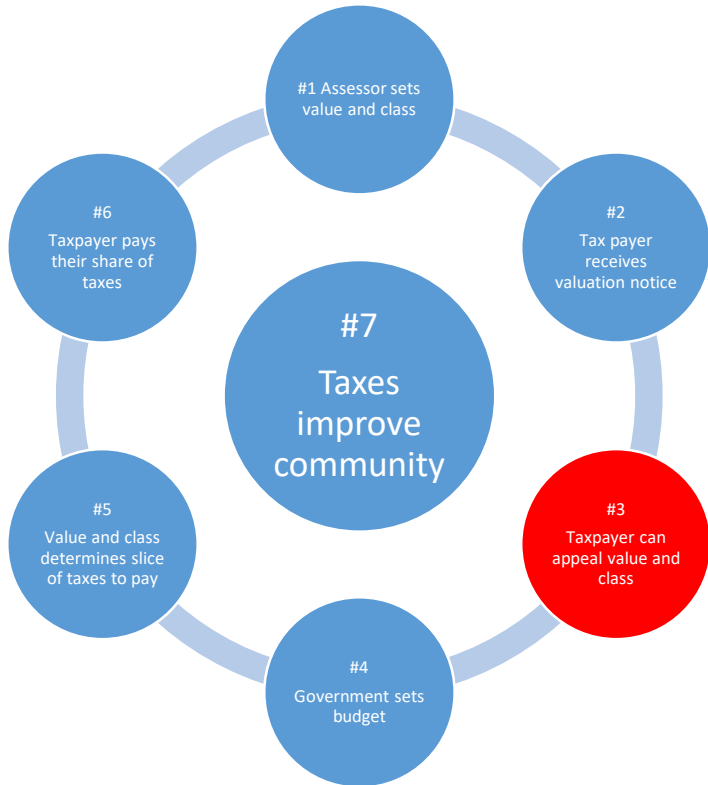 #1 Assessor sets
value and class
#2
Tax payer
receives
valuation notice
#3
Taxpayer can
appeal value and
class
#4
Government sets
budget
#5
Value and class
determines slice
of taxes to pay
#6
Taxpayer pays
their share of
taxes
#7
Taxes
improve
community